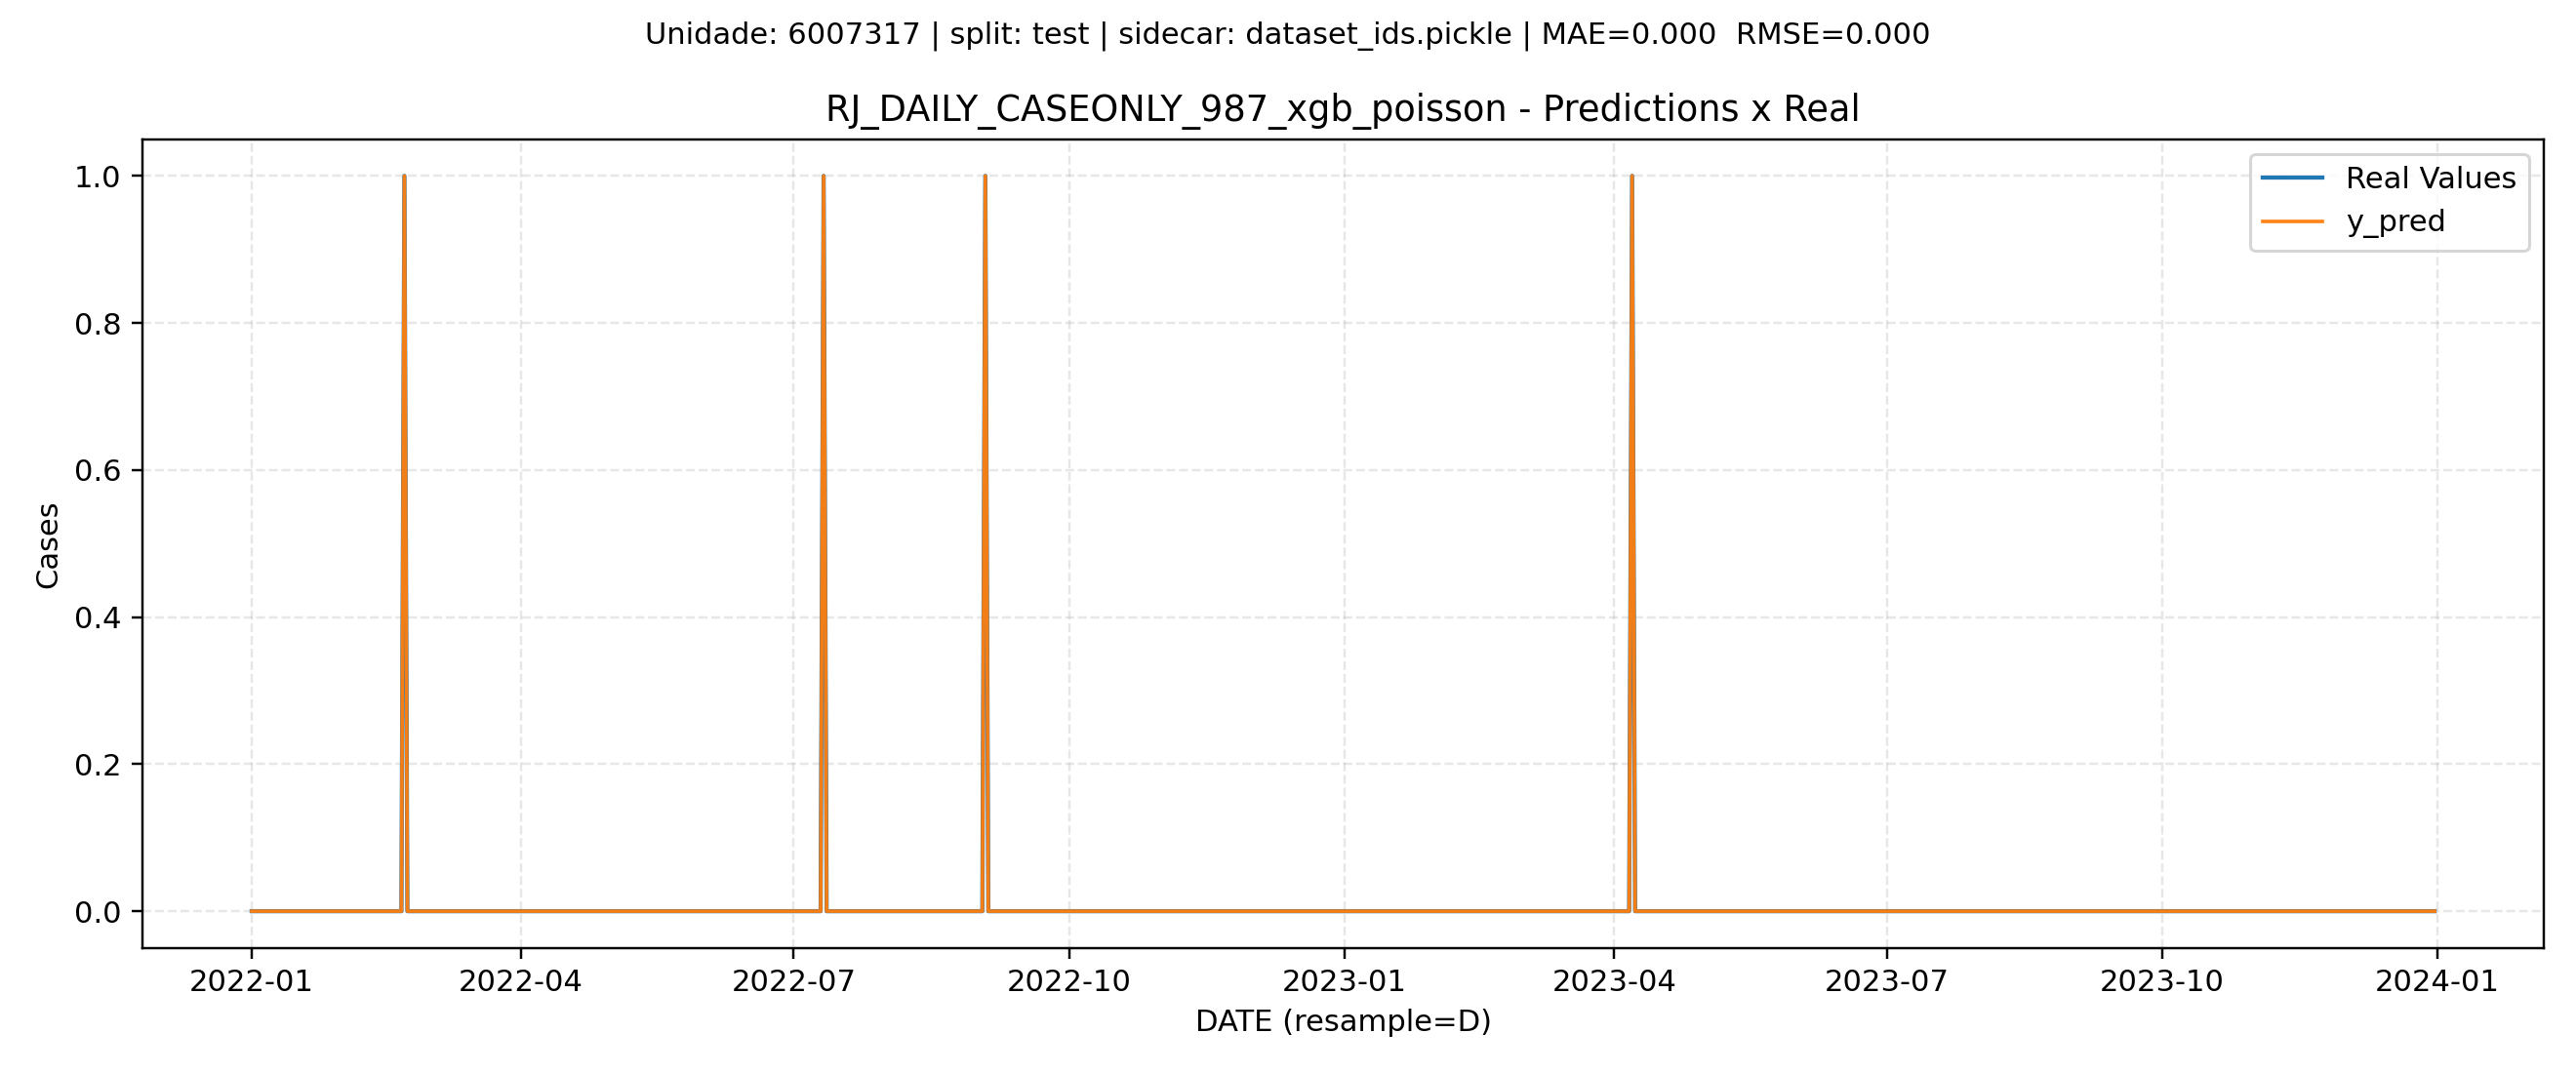 Unidade: 6007317 | split: test | sidecar: dataset_ids.pickle | MAE=0.000  RMSE=0.000
RJ_DAILY_CASEONLY_987_xgb_poisson - Predictions x Real
Real Values
y_pred
Cases
1.0
0.8
0.6
0.4
0.2
0.0
2022-01
2022-04
2022-07
2022-10
2023-01
2023-04
2023-07
2023-10
2024-01
DATE (resample=D)